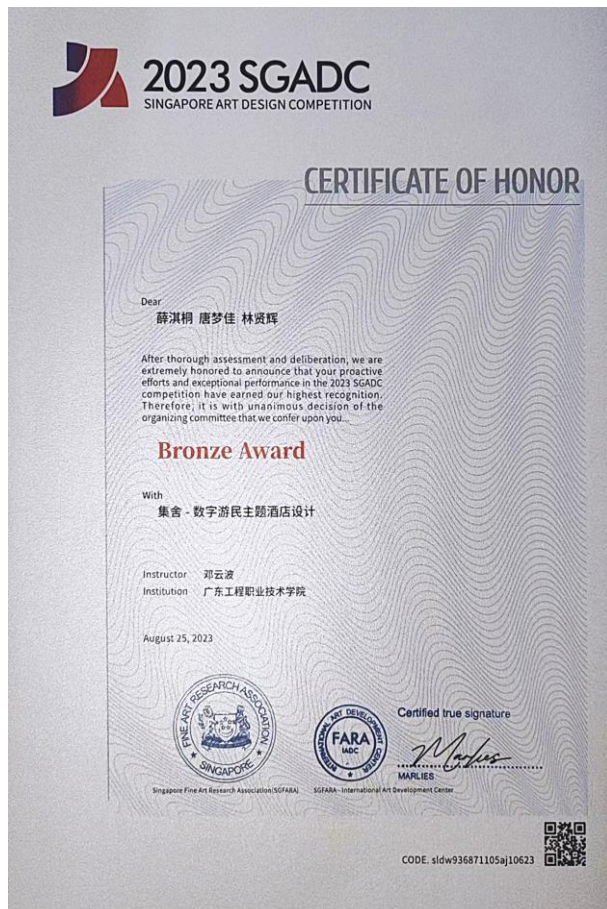 2023 SGADC
SINGAPORE ART DESIGN COMPETITION
CERTIFICATE OF HONOR
Dear
薛淇桐 唐梦佳 林贤辉
After thorough assessment and deliberation, we are
extremely honored to announce that your proactive
efforts and exceptional performance in the 2023 SGADC
competition have earned our highest recognition.
Therefore, it is with unanimous decision of the
organizing committee that we confer upon you...
Bronze Award
With
集舍 - 数字游民主题酒店设计
Instructor 邓云波
Institution 广东工程职业技术学院
August 25, 2023
FINE ART RESEARCH ASSOCIATION
SINGAPORE
INTERNATIONAL ART DEVELOPMENT CENTER
FARA
IADC
Certified true signature
Marlies
MARLIES
Singapore Fine Art Research Association(SGFARA)
SGFARA - International Art Development Center
CODE. sldw936871105aj10623